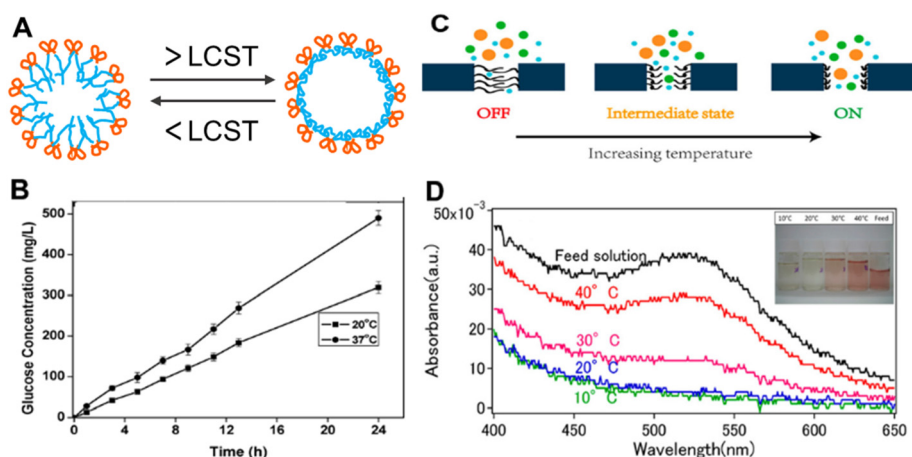 A
>LCST
<LCST
C
OFF
Intermediate state
ON
Increasing temperature
B
Glucose Concentration (mg/L)
500
400
300
200
100
0
20°C
37°C
0
4
8
12
16
20
24
Time (h)
D
Absorbance(a.u.)
50x10⁻³
40
30
20
10
0
Feed solution
40° C
30° C
20° C
10° C
10°C 20°C 30°C 40°C Feed
400
450
500
550
600
650
Wavelength(nm)